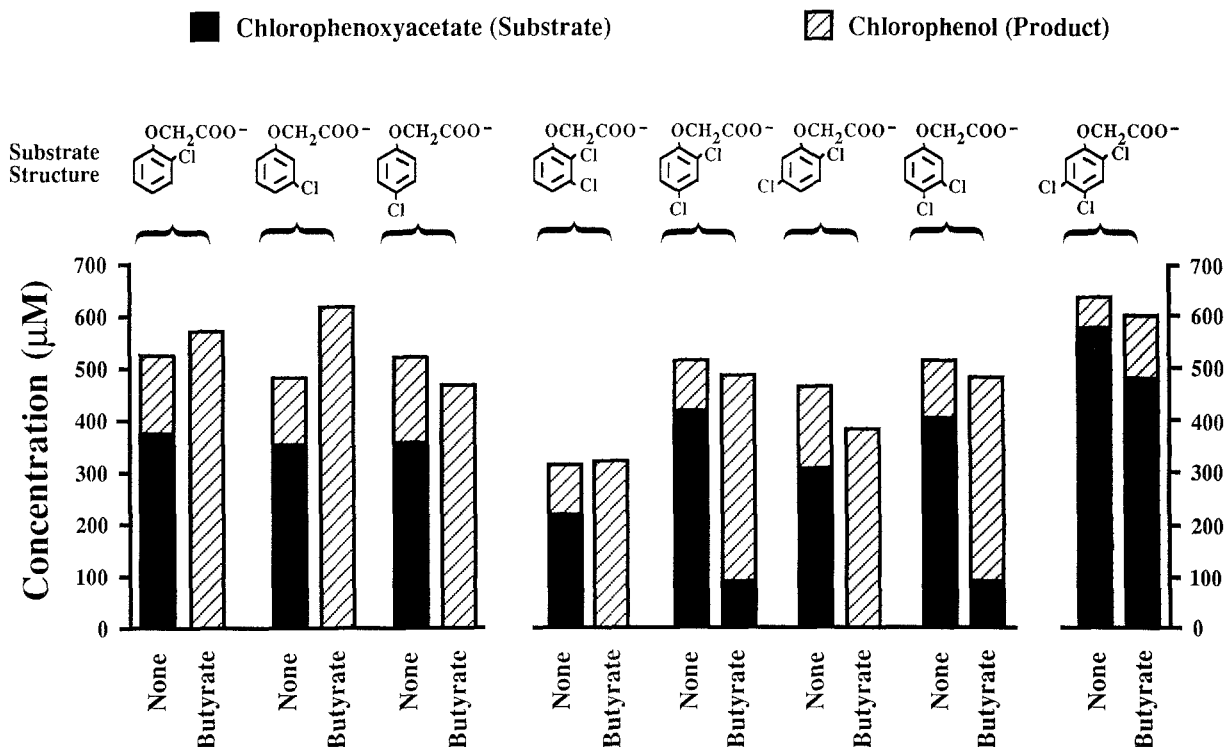 Chlorophenoxyacetate (Substrate) Chlorophenol (Product)
Substrate Structure
OCH2COO− Cl
OCH2COO− Cl
OCH2COO− Cl
OCH2COO− Cl Cl
OCH2COO− Cl Cl
OCH2COO− Cl Cl
OCH2COO− Cl Cl
OCH2COO− Cl Cl Cl
Concentration (µM)
700 700
600 600
500 500
400 400
300 300
200 200
100 100
0 0
None Butyrate None Butyrate None Butyrate None Butyrate None Butyrate None Butyrate None Butyrate None Butyrate